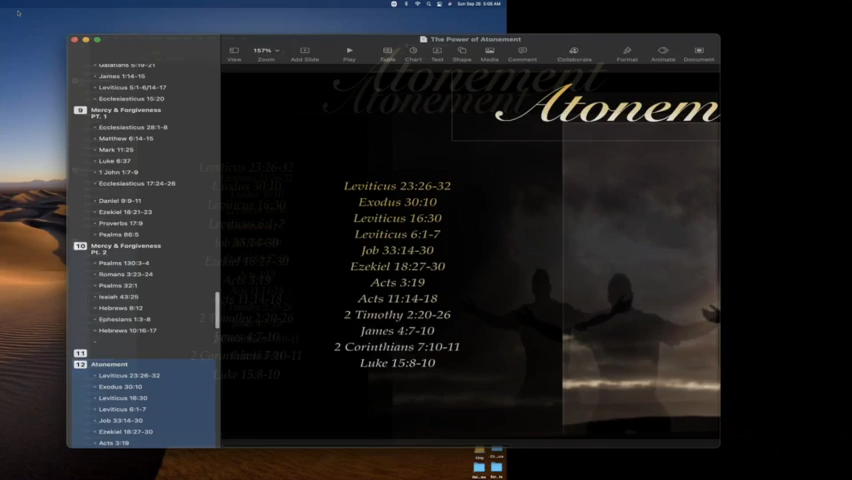 Sun Sep 26 5:05 AM
The Power of Atonement
157%
View
Zoom
Add Slide
Play
Table
Chart
Text
Shape
Media
Comment
Collaborate
Format
Animate
Document
Galatians 5:19-21
James 1:14-15
Leviticus 5:1-6/14-17
Ecclesiasticus 15:20
9
Mercy & Forgiveness
PT. 1
Ecclesiasticus 28:1-8
Matthew 6:14-15
Mark 11:25
Luke 6:37
1 John 1:7-9
Ecclesiasticus 17:24-26
Daniel 9:9-11
Ezekiel 18:21-23
Proverbs 17:9
Psalms 86:5
10
Mercy & Forgiveness
Pt. 2
Psalms 130:3-4
Romans 3:23-24
Psalms 32:1
Isaiah 43:25
Hebrews 8:12
Ephesians 1:3-8
Hebrews 10:16-17
11
12
Atonement
Leviticus 23:26-32
Exodus 30:10
Leviticus 16:30
Leviticus 6:1-7
Job 33:14-30
Ezekiel 18:27-30
Acts 3:19
Atonement
Atonement
Atonem
Leviticus 23:26-32
Exodus 30:10
Leviticus 16:30
Leviticus 6:1-7
Job 33:14-30
Ezekiel 18:27-30
Acts 3:19
Acts 11:14-18
2 Timothy 2:20-26
James 4:7-10
2 Corinthians 7:10-11
Luke 15:8-10